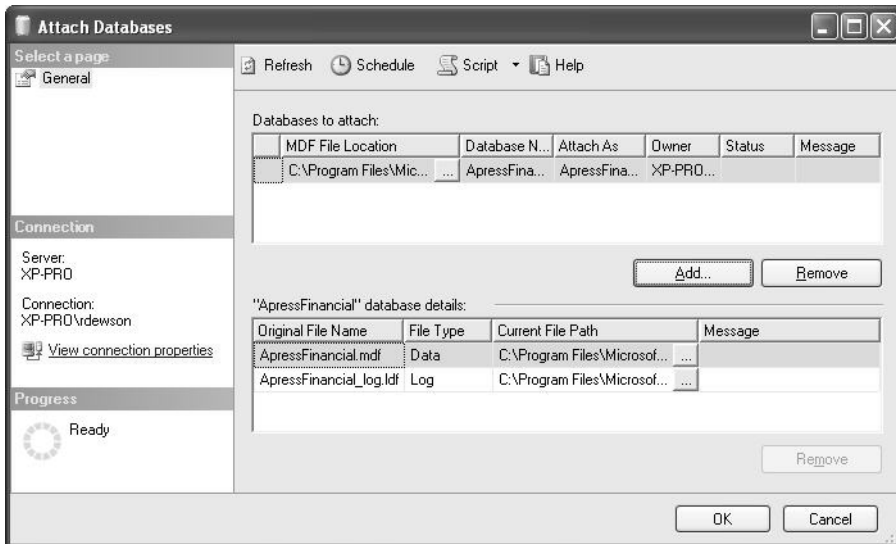 Attach Databases
Select a page
General
Refresh Schedule Script Help
Databases to attach:
MDF File Location Database N... Attach As Owner Status Message
C:\Program Files\Mic... ... ApressFina... ApressFina... XP-PRO...
Add... Remove
Connection
Server:
XP-PRO
Connection:
XP-PRO\rdewson
View connection properties
"ApressFinancial" database details:
Original File Name File Type Current File Path Message
ApressFinancial.mdf Data C:\Program Files\Microsof... ...
ApressFinancial_log.ldf Log C:\Program Files\Microsof... ...
Progress
Ready
Remove
OK Cancel